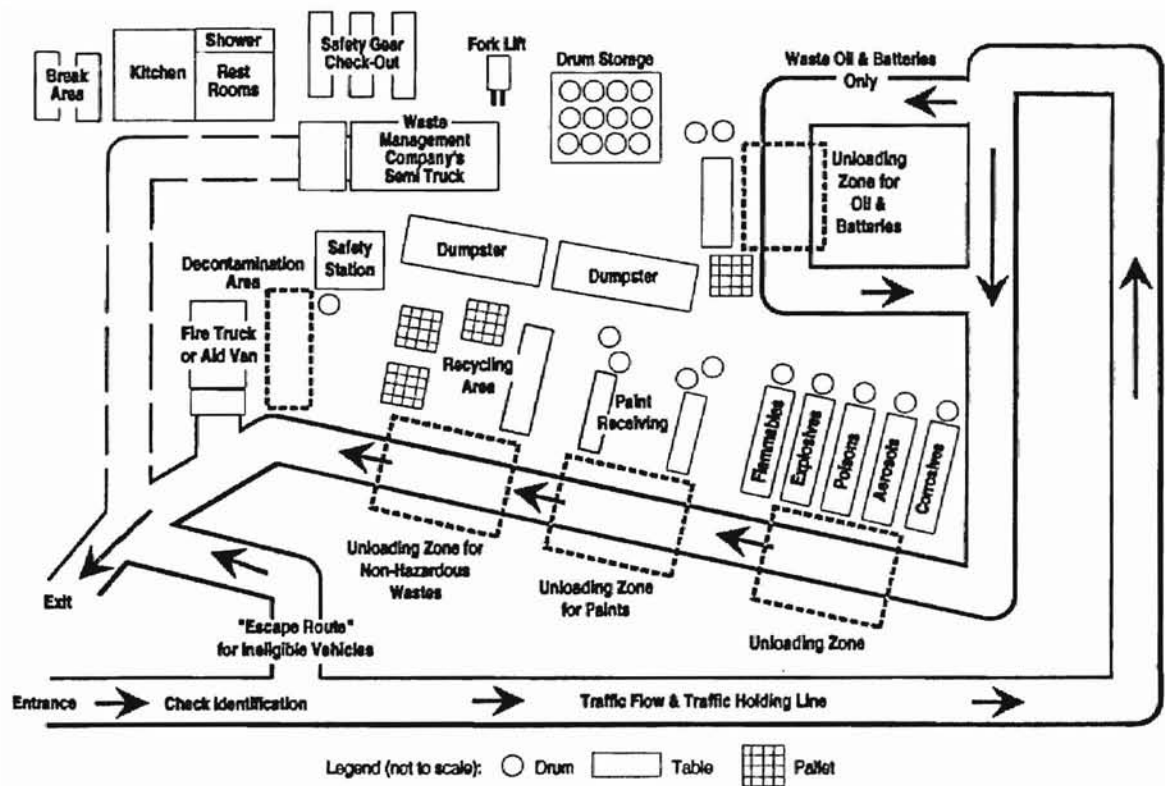 Break
Area
Kitchen
Shower
Rest
Rooms
Safety Gear
Check-Out
Fork Lift
Drum Storage
Waste Oil & Batteries
Only
Waste
Management
Company's
Semi Truck
Unloading
Zone for
Oil &
Batteries
Decontamination
Area
Safety
Station
Dumpster
Dumpster
Fire Truck
or Aid Van
Recycling
Area
Paint
Receiving
Flammables
Explosives
Poisons
Aerosols
Corrosives
Unloading Zone for
Non-Hazardous
Wastes
Unloading Zone
for Paints
Unloading Zone
Exit
"Escape Route"
for Ineligible Vehicles
Entrance
Check Identification
Traffic Flow & Traffic Holding Line
Legend (not to scale): Drum Table Pallet